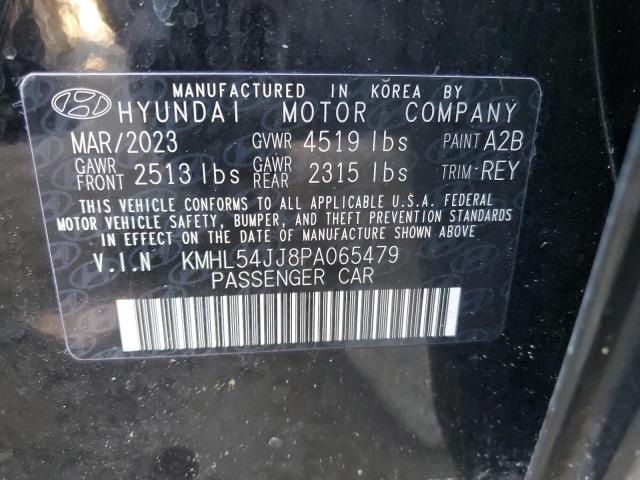 MANUFACTURED IN KOREA BY
HYUNDAI MOTOR COMPANY
MAR/2023 GVWR 4519 lbs PAINT A2B
GAWR FRONT 2513 lbs GAWR REAR 2315 lbs TRIM- REY
THIS VEHICLE CONFORMS TO ALL APPLICABLE U.S.A. FEDERAL
MOTOR VEHICLE SAFETY, BUMPER, AND THEFT PREVENTION STANDARDS
IN EFFECT ON THE DATE OF MANUFACTURE SHOWN ABOVE
V.I.N KMHL54JJ8PA065479
PASSENGER CAR